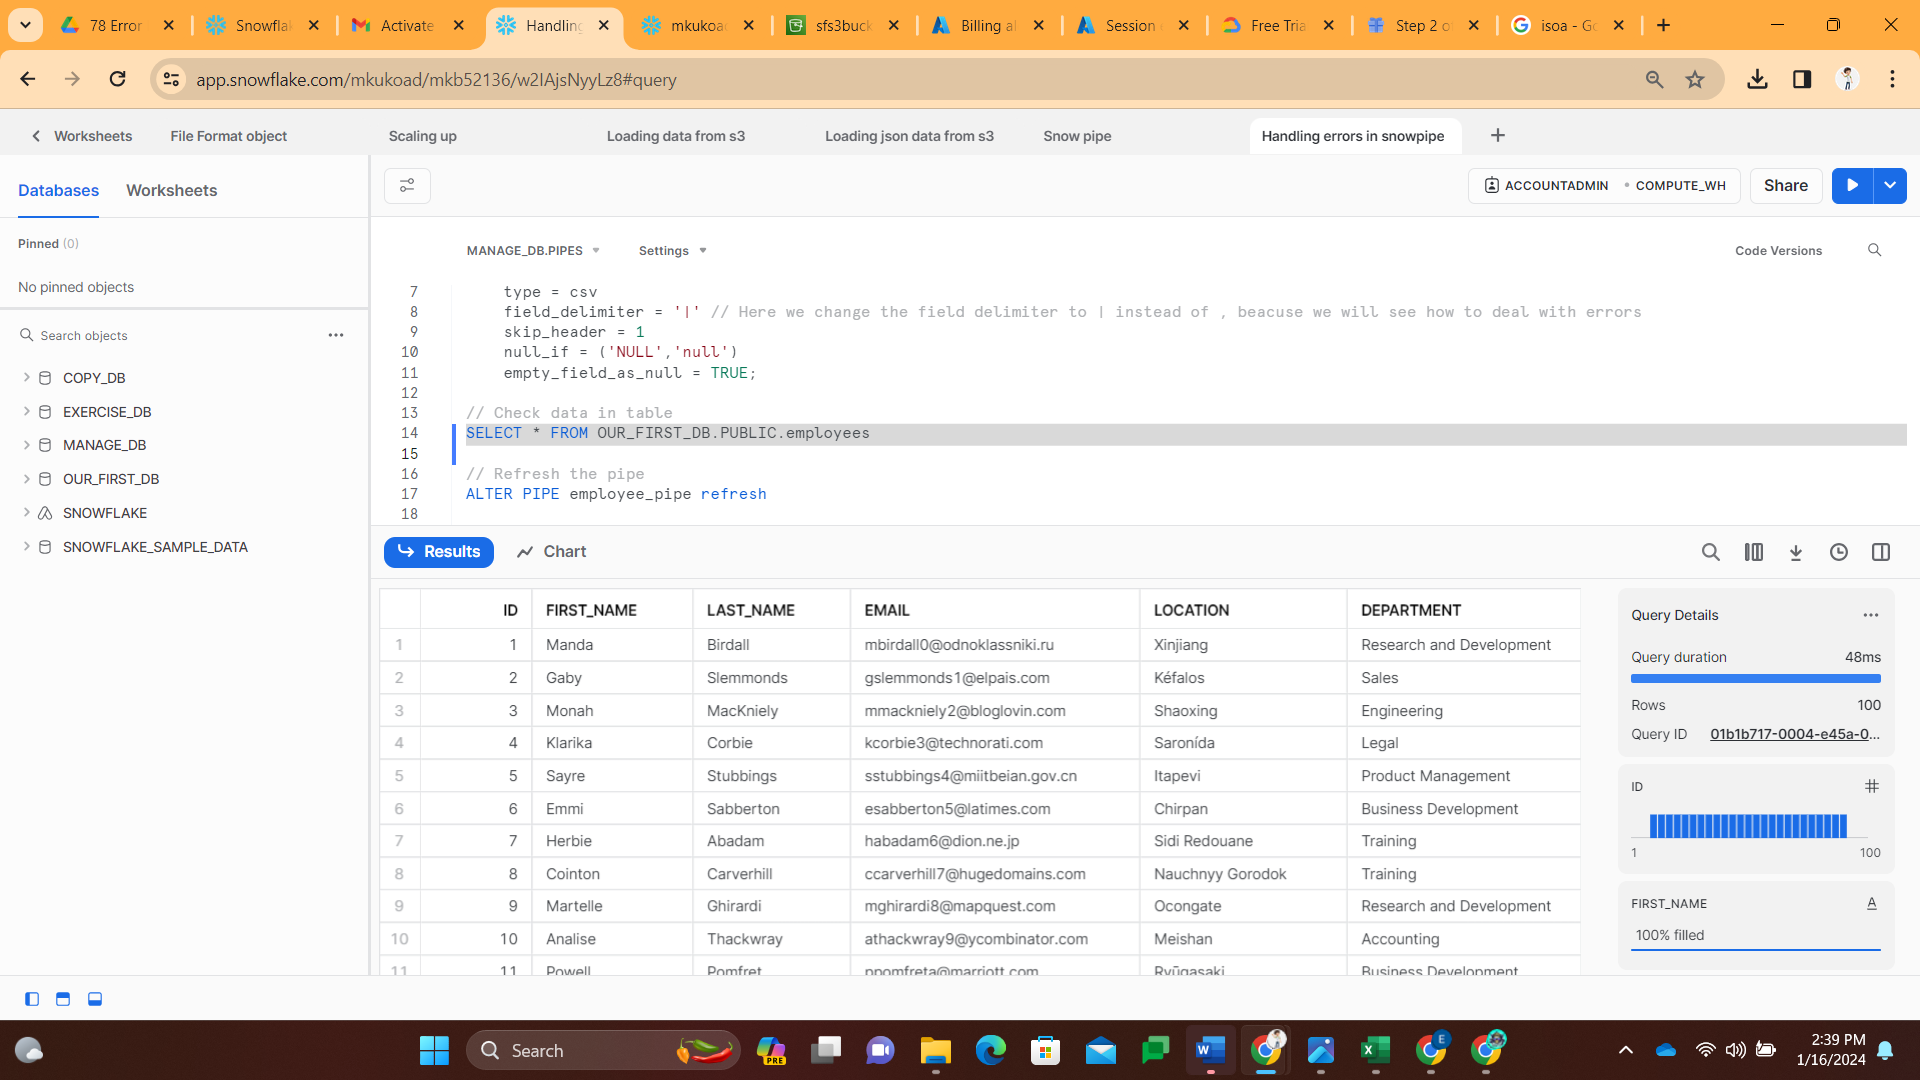 78 Error
Snowflak
Activate
Handling
mkukoad
sfs3buck
Billing al
Session
Free Tria
Step 2 o
isoa - Go
app.snowflake.com/mkukoad/mkb52136/w2IAjsNyyLz8#query
Worksheets
File Format object
Scaling up
Loading data from s3
Loading json data from s3
Snow pipe
Handling errors in snowpipe
Databases
Worksheets
ACCOUNTADMIN
COMPUTE_WH
Share
Pinned (0)
No pinned objects
Search objects
COPY_DB
EXERCISE_DB
MANAGE_DB
OUR_FIRST_DB
SNOWFLAKE
SNOWFLAKE_SAMPLE_DATA
MANAGE_DB.PIPES
Settings
Code Versions
7 type = csv
8 field_delimiter = '|' // Here we change the field delimiter to | instead of , beacuse we will see how to deal with errors
9 skip_header = 1
10 null_if = ('NULL','null')
11 empty_field_as_null = TRUE;
12
13 // Check data in table
14 SELECT * FROM OUR_FIRST_DB.PUBLIC.employees
15
16 // Refresh the pipe
17 ALTER PIPE employee_pipe refresh
18
Results
Chart
ID FIRST_NAME LAST_NAME EMAIL LOCATION DEPARTMENT
1 1 Manda Birdall mbirdall0@odnoklassniki.ru Xinjiang Research and Development
2 2 Gaby Slemmonds gslemmonds1@elpais.com Kéfalos Sales
3 3 Monah MacKniely mmackniely2@bloglovin.com Shaoxing Engineering
4 4 Klarika Corbie kcorbie3@technorati.com Saronída Legal
5 5 Sayre Stubbings sstubbings4@miitbeian.gov.cn Itapevi Product Management
6 6 Emmi Sabberton esabberton5@latimes.com Chirpan Business Development
7 7 Herbie Abadam habadam6@dion.ne.jp Sidi Redouane Training
8 8 Cointon Carverhill ccarverhill7@hugedomains.com Nauchnyy Gorodok Training
9 9 Martelle Ghirardi mghirardi8@mapquest.com Ocongate Research and Development
10 10 Analise Thackwray athackwray9@ycombinator.com Meishan Accounting
11 11 Powell Pomfret ppomfreta@marriott.com Ryūgasaki Business Development
Query Details
Query duration 48ms
Rows 100
Query ID 01b1b717-0004-e45a-0...
ID
1 100
FIRST_NAME A
100% filled
Search
PRE
W
X
E
2:39 PM
1/16/2024